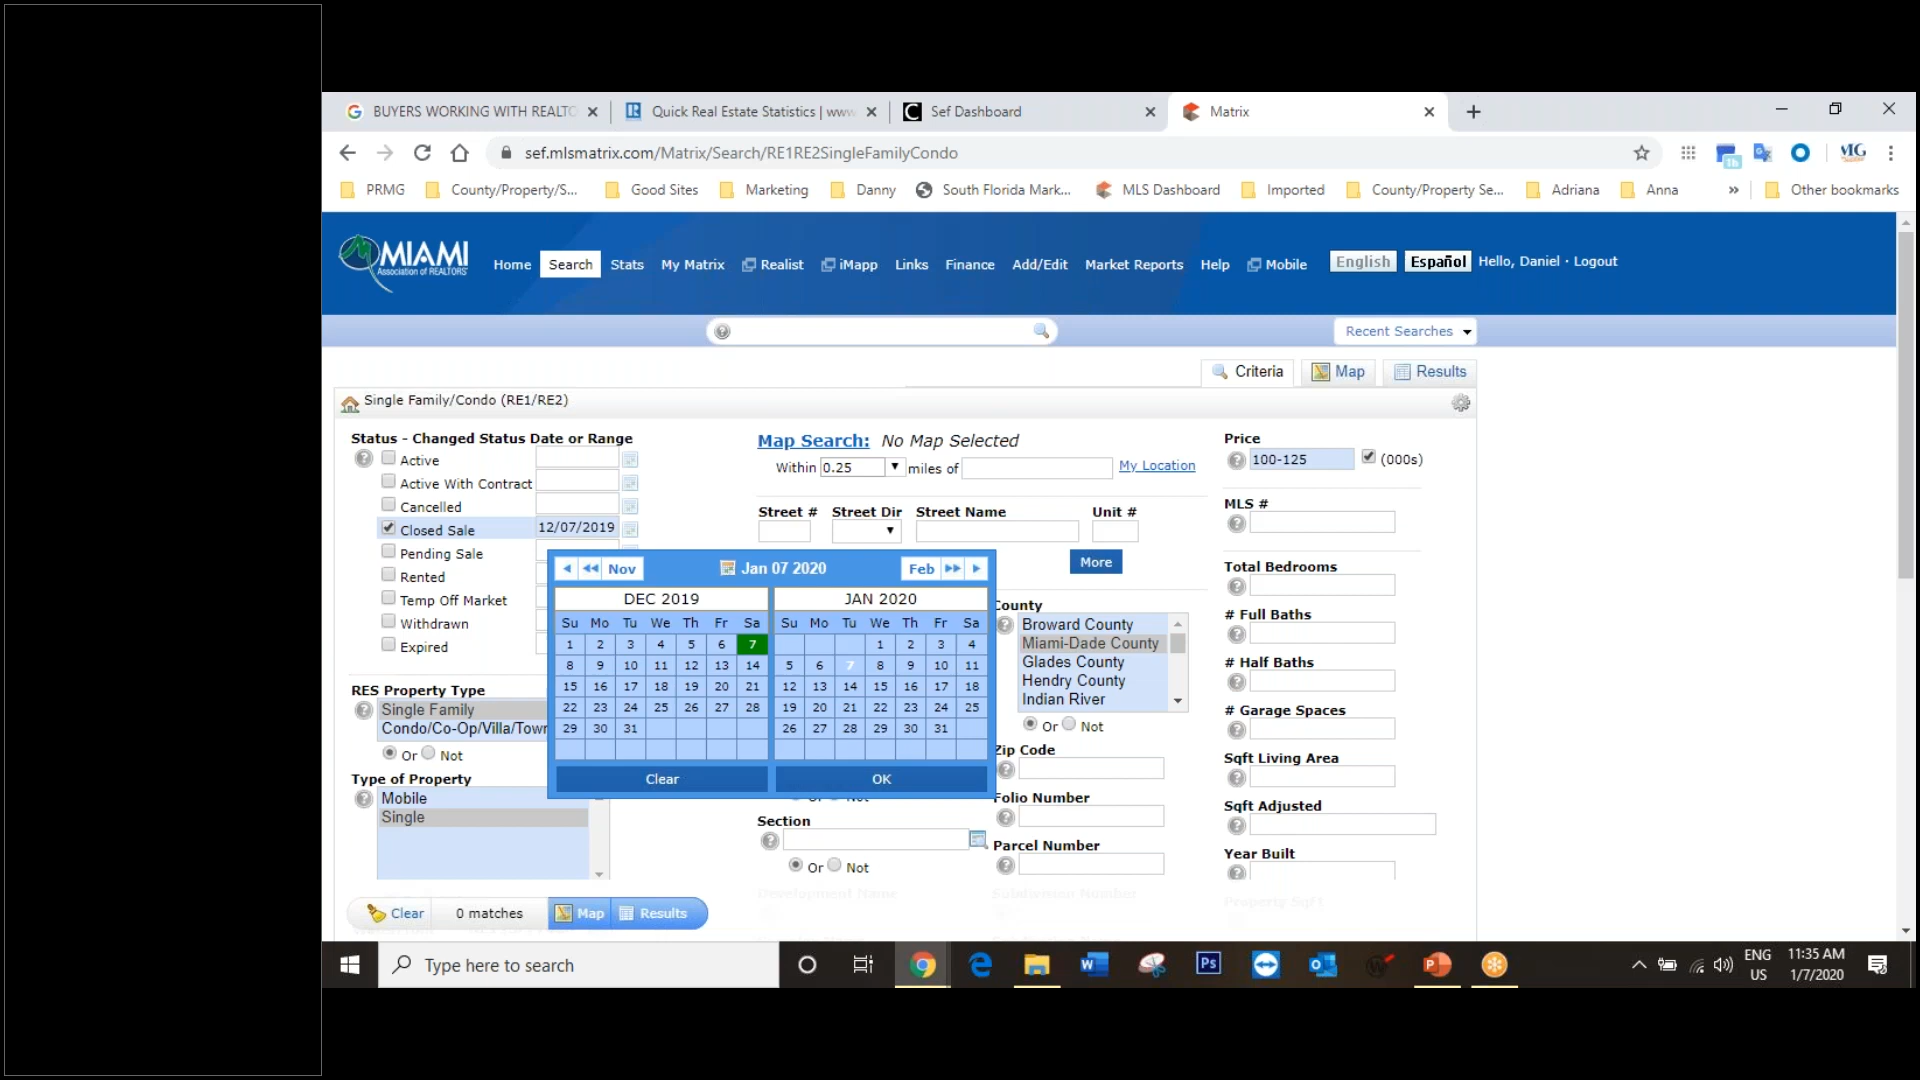 BUYERS WORKING WITH REALTO
Quick Real Estate Statistics | www
Sef Dashboard
Matrix
sef.mlsmatrix.com/Matrix/Search/RE1RE2SingleFamilyCondo
1b
MG
PRMG
County/Property/S...
Good Sites
Marketing
Danny
South Florida Mark...
MLS Dashboard
Imported
County/Property Se...
Adriana
Anna
»
Other bookmarks
MIAMI
Association of REALTORS
Home
Search
Stats
My Matrix
Realist
iMapp
Links
Finance
Add/Edit
Market Reports
Help
Mobile
English
Español
Hello, Daniel · Logout
Recent Searches
Criteria
Map
Results
Single Family/Condo (RE1/RE2)
Status - Changed Status Date or Range
Active
Active With Contract
Cancelled
Closed Sale 12/07/2019
Pending Sale
Rented
Temp Off Market
Withdrawn
Expired
RES Property Type
Single Family
Condo/Co-Op/Villa/Town
Or Not
Type of Property
Mobile
Single
Map Search: No Map Selected
Within 0.25 miles of My Location
Street # Street Dir Street Name Unit #
More
Nov Jan 07 2020 Feb
DEC 2019
Su Mo Tu We Th Fr Sa
1 2 3 4 5 6 7
8 9 10 11 12 13 14
15 16 17 18 19 20 21
22 23 24 25 26 27 28
29 30 31
Clear
JAN 2020
Su Mo Tu We Th Fr Sa
1 2 3 4
5 6 7 8 9 10 11
12 13 14 15 16 17 18
19 20 21 22 23 24 25
26 27 28 29 30 31
OK
Section
Or Not
Development Name
County
Broward County
Miami-Dade County
Glades County
Hendry County
Indian River
Or Not
Zip Code
Folio Number
Parcel Number
Subdivision Number
Price
100-125 (000s)
MLS #
Total Bedrooms
# Full Baths
# Half Baths
# Garage Spaces
Sqft Living Area
Sqft Adjusted
Year Built
Property SqFt
Clear
0 matches
Map
Results
Type here to search
Ps
ENG
US
11:35 AM
1/7/2020